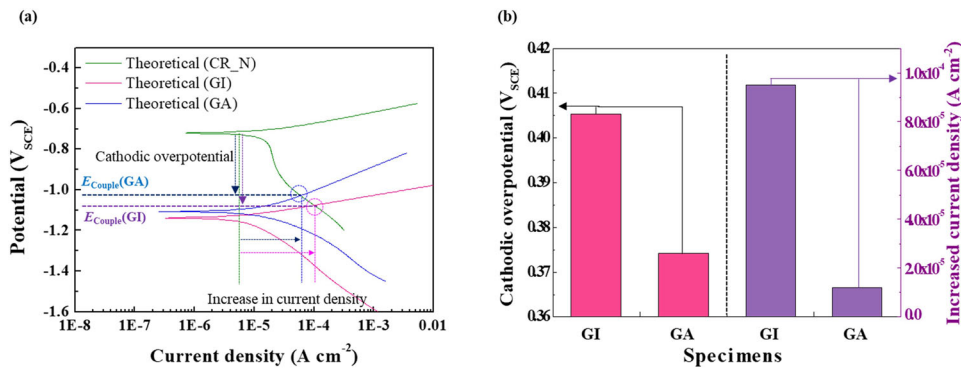 (a)
Theoretical (CR_N)
Theoretical (GI)
Theoretical (GA)
Cathodic overpotential
E_Couple(GA)
E_Couple(GI)
Increase in current density
-0.4
-0.6
-0.8
-1.0
-1.2
-1.4
-1.6
Potential (V_SCE)
1E-8 1E-7 1E-6 1E-5 1E-4 1E-3 0.01
Current density (A cm⁻²)
(b)
0.42
0.41
0.40
0.39
0.38
0.37
0.36
Cathodic overpotential (V_SCE)
GI GA GI GA
Specimens
1.0x10⁻⁴
8.0x10⁻⁵
6.0x10⁻⁵
4.0x10⁻⁵
2.0x10⁻⁵
0.0
Increased current density (A cm⁻²)